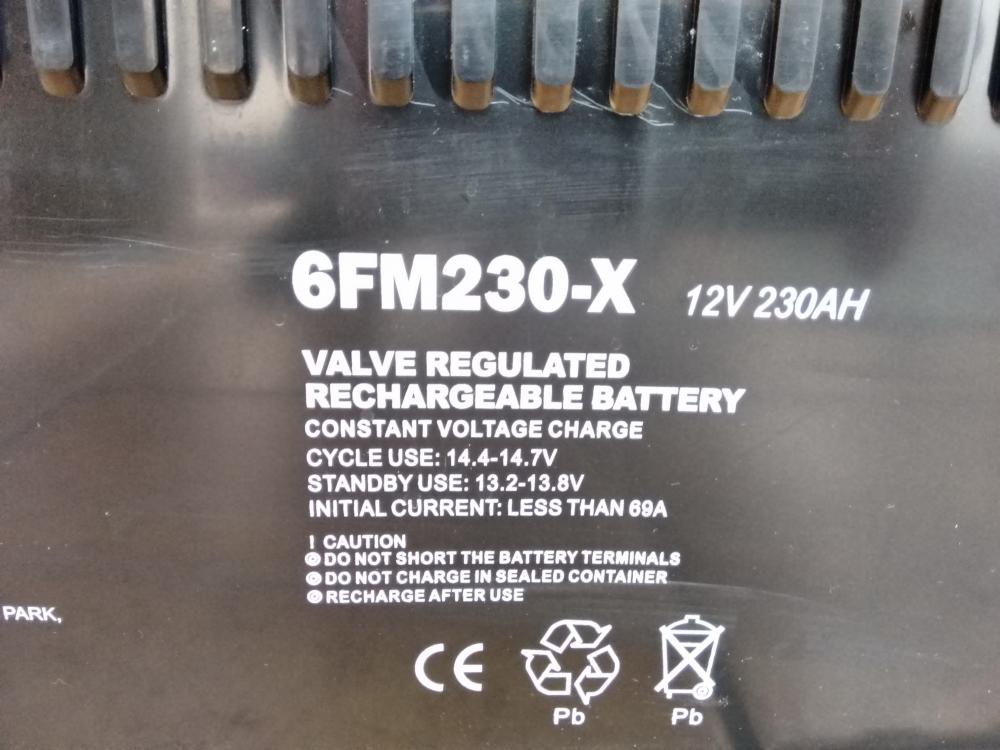 6FM230-X 12V 230AH
VALVE REGULATED
RECHARGEABLE BATTERY
CONSTANT VOLTAGE CHARGE
CYCLE USE: 14.4-14.7V
STANDBY USE: 13.2-13.8V
INITIAL CURRENT: LESS THAN 69A
! CAUTION
DO NOT SHORT THE BATTERY TERMINALS
DO NOT CHARGE IN SEALED CONTAINER
RECHARGE AFTER USE
PARK,
CE
Pb Pb